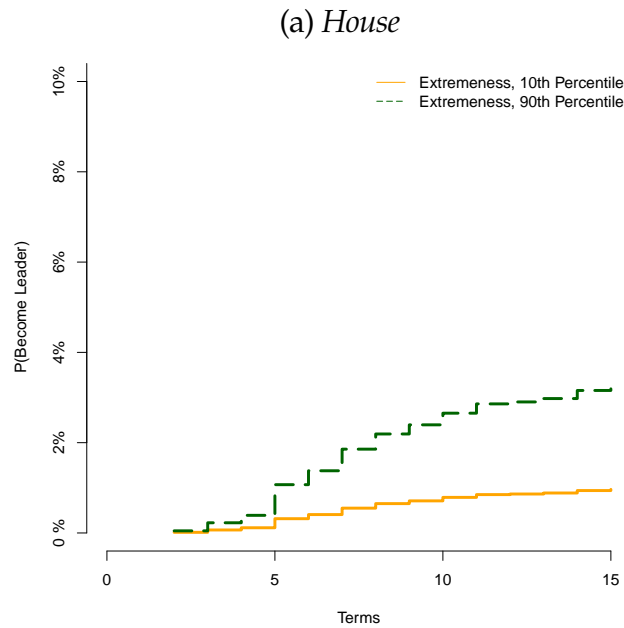 (a) House
Extremeness, 10th Percentile
Extremeness, 90th Percentile
10%
8%
6%
4%
2%
0 %
P(Become Leader)
0 5 10 15
Terms